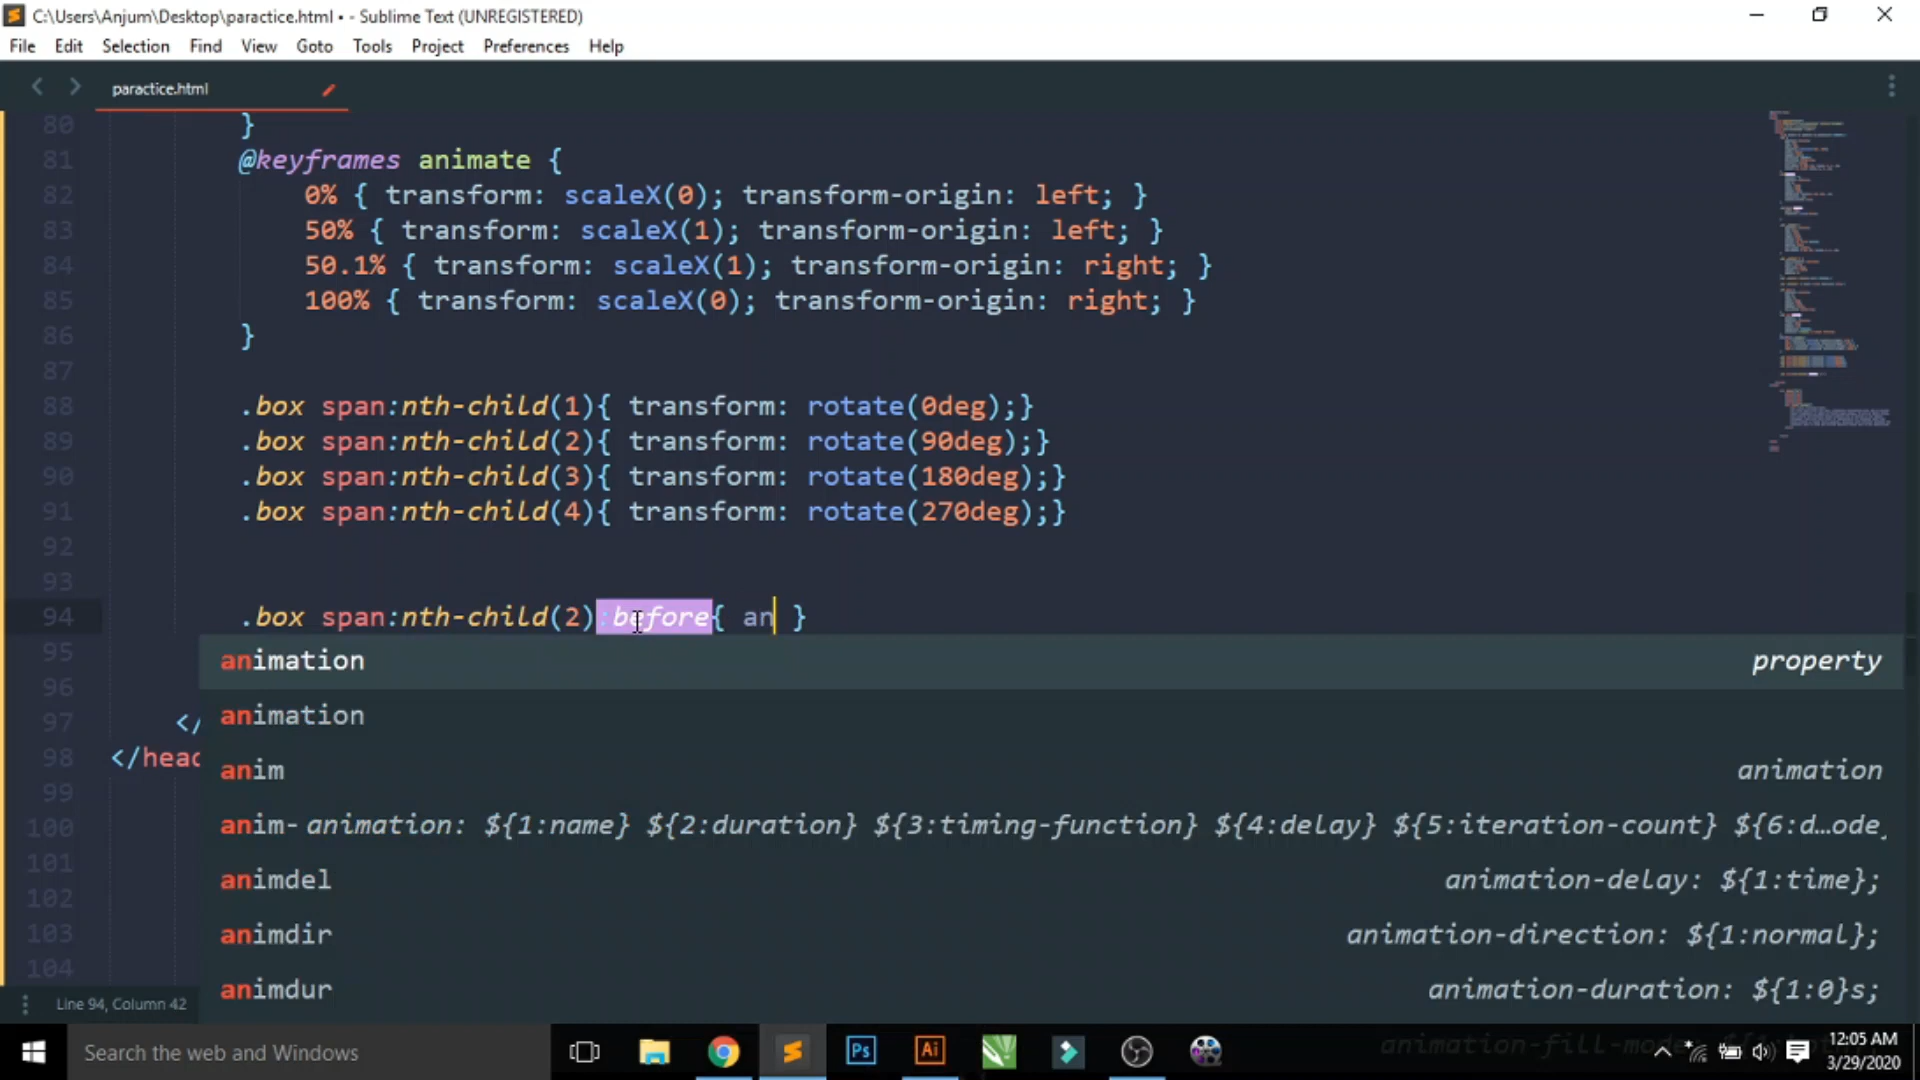 C:\Users\Anjum\Desktop\paractice.html • - Sublime Text (UNREGISTERED)
File Edit Selection Find View Goto Tools Project Preferences Help
paractice.html
80 }
81 @keyframes animate {
82 0% { transform: scaleX(0); transform-origin: left; }
83 50% { transform: scaleX(1); transform-origin: left; }
84 50.1% { transform: scaleX(1); transform-origin: right; }
85 100% { transform: scaleX(0); transform-origin: right; }
86 }
87
88 .box span:nth-child(1){ transform: rotate(0deg);}
89 .box span:nth-child(2){ transform: rotate(90deg);}
90 .box span:nth-child(3){ transform: rotate(180deg);}
91 .box span:nth-child(4){ transform: rotate(270deg);}
92
93
94 .box span:nth-child(2):before{ an }
95 animation property
96 animation
97 </
98 </head
anim animation
99
100 anim- animation: ${1:name} ${2:duration} ${3:timing-function} ${4:delay} ${5:iteration-count} ${6:d…ode
101 animdel animation-delay: ${1:time};
102
103 animdir animation-direction: ${1:normal};
104 animdur animation-duration: ${1:0}s;
Line 94, Column 42
Search the web and Windows
Ps
Ai
animation-fill-mode
12:05 AM
3/29/2020